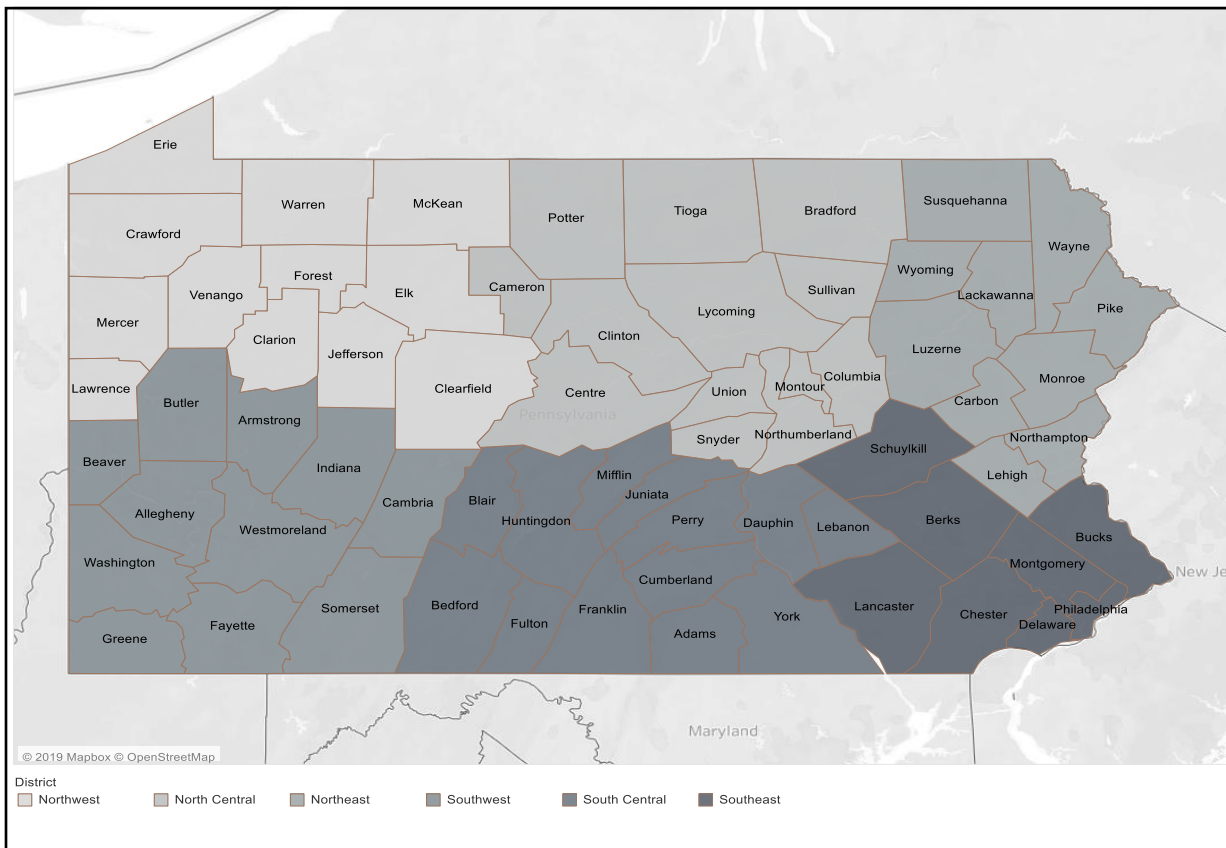 Erie
Warren
McKean
Potter
Tioga
Bradford
Susquehanna
Wayne
Crawford
Venango
Forest
Elk
Cameron
Sullivan
Wyoming
Lackawanna
Pike
Mercer
Clarion
Jefferson
Clinton
Lycoming
Luzerne
Monroe
Lawrence
Butler
Armstrong
Clearfield
Centre
Pennsylvania
Union
Montour
Columbia
Carbon
Snyder
Northumberland
Schuylkill
Northampton
Lehigh
Beaver
Allegheny
Indiana
Cambria
Blair
Huntingdon
Mifflin
Juniata
Perry
Dauphin
Lebanon
Berks
Bucks
Montgomery
Westmoreland
Washington
Greene
Fayette
Somerset
Bedford
Fulton
Franklin
Cumberland
Adams
York
Lancaster
Chester
Delaware
Philadelphia
New Je
Maryland
© 2019 Mapbox © OpenStreetMap
District
Northwest North Central Northeast Southwest South Central Southeast